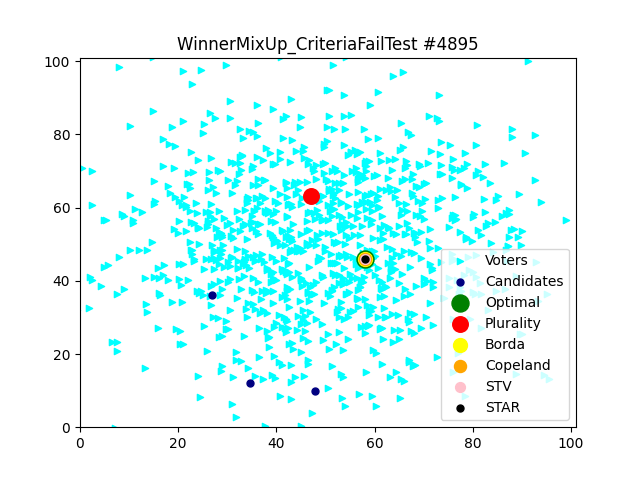 WinnerMixUp_CriteriaFailTest #4895
100
80
60
40
20
0
0
20
40
60
80
100
Voters
Candidates
Optimal
Plurality
Borda
Copeland
STV
STAR